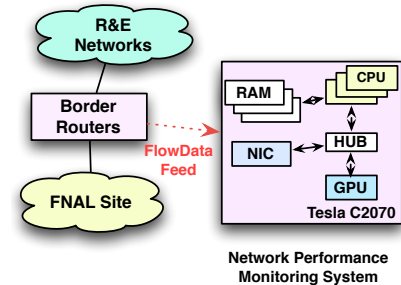 R&E
Networks
Border
Routers
FlowData
Feed
FNAL Site
CPU
RAM
HUB
NIC
GPU
Tesla C2070
Network Performance
Monitoring System